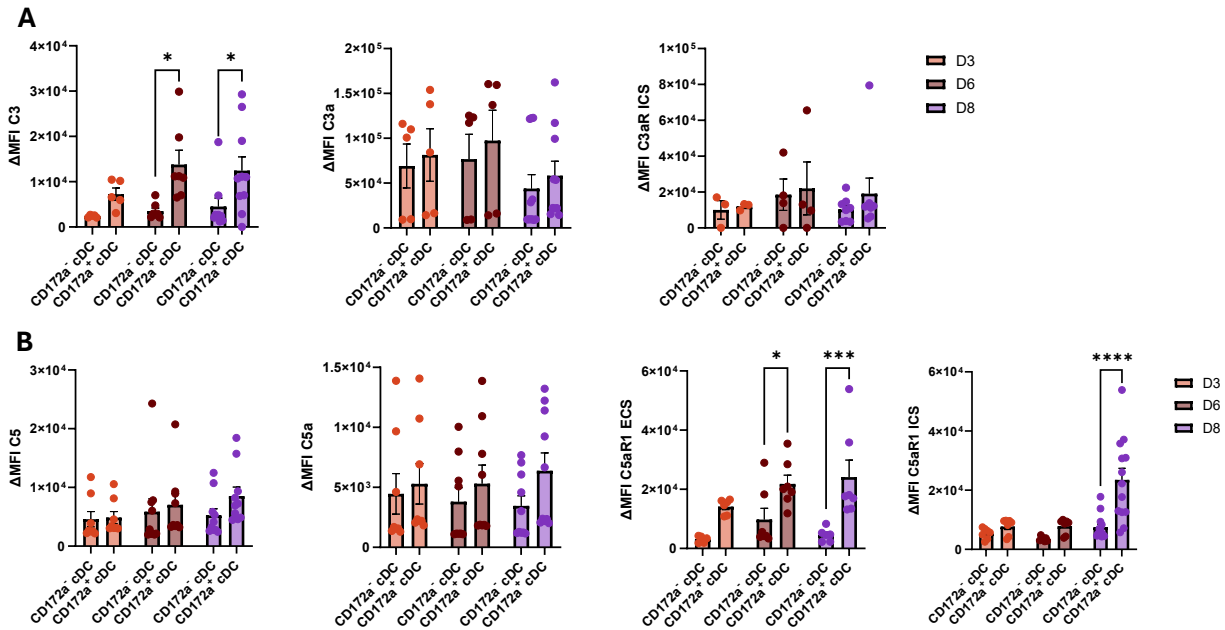 A
ΔMFI C3
4×10⁴
3×10⁴
2×10⁴
1×10⁴
0
*
*
CD172a⁻ cDC
CD172a⁺ cDC
CD172a⁻ cDC
CD172a⁺ cDC
CD172a⁻ cDC
CD172a⁺ cDC
ΔMFI C3a
2×10⁵
2×10⁵
1×10⁵
5×10⁴
0
CD172a⁻ cDC
CD172a⁺ cDC
CD172a⁻ cDC
CD172a⁺ cDC
CD172a⁻ cDC
CD172a⁺ cDC
ΔMFI C3aR ICS
1×10⁵
8×10⁴
6×10⁴
4×10⁴
2×10⁴
0
CD172a⁻ cDC
CD172a⁺ cDC
CD172a⁻ cDC
CD172a⁺ cDC
CD172a⁻ cDC
CD172a⁺ cDC
D3
D6
D8
B
ΔMFI C5
3×10⁴
2×10⁴
1×10⁴
0
CD172a⁻ cDC
CD172a⁺ cDC
CD172a⁻ cDC
CD172a⁺ cDC
CD172a⁻ cDC
CD172a⁺ cDC
ΔMFI C5a
1.5×10⁴
1×10⁴
5×10³
0
CD172a⁻ cDC
CD172a⁺ cDC
CD172a⁻ cDC
CD172a⁺ cDC
CD172a⁻ cDC
CD172a⁺ cDC
ΔMFI C5aR1 ECS
6×10⁴
4×10⁴
2×10⁴
0
*
***
CD172a⁻ cDC
CD172a⁺ cDC
CD172a⁻ cDC
CD172a⁺ cDC
CD172a⁻ cDC
CD172a⁺ cDC
ΔMFI C5aR1 ICS
6×10⁴
4×10⁴
2×10⁴
0
****
CD172a⁻ cDC
CD172a⁺ cDC
CD172a⁻ cDC
CD172a⁺ cDC
CD172a⁻ cDC
CD172a⁺ cDC
D3
D6
D8